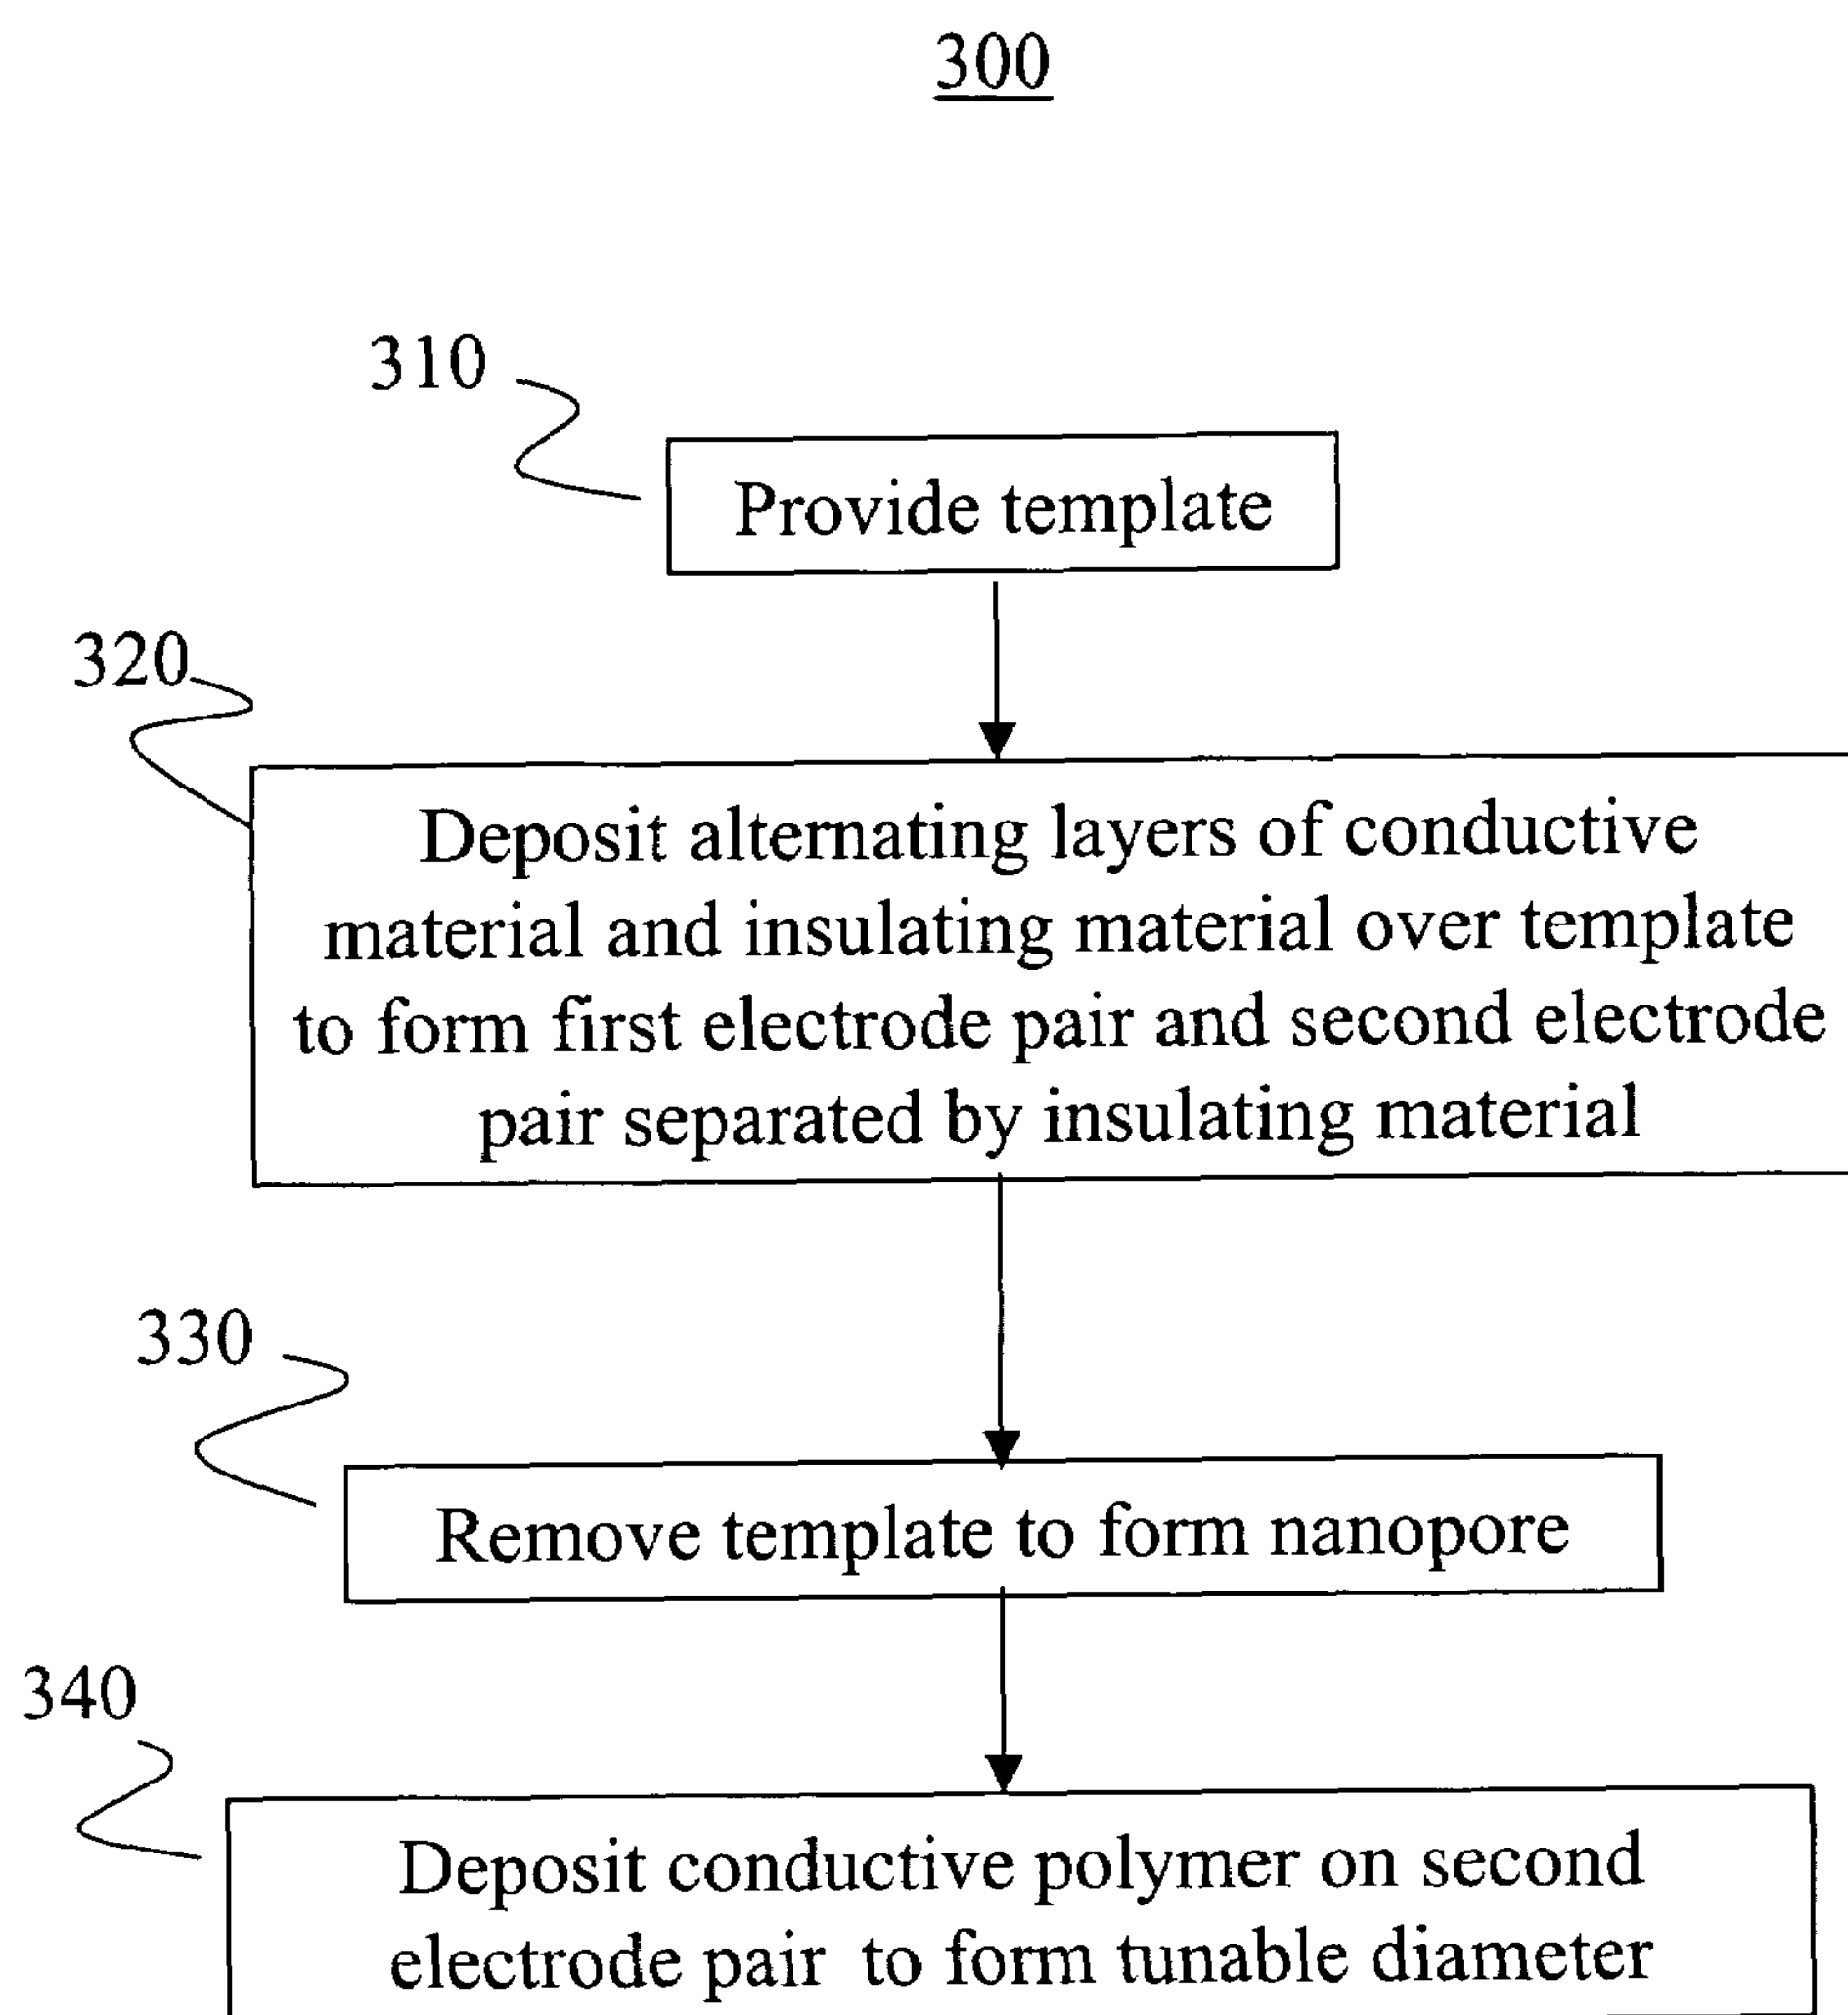 300
310
Provide template
320
Deposit alternating layers of conductive
material and insulating material over template
to form first electrode pair and second electrode
pair separated by insulating material
330
Remove template to form nanopore
340
Deposit conductive polymer on second
electrode pair to form tunable diameter